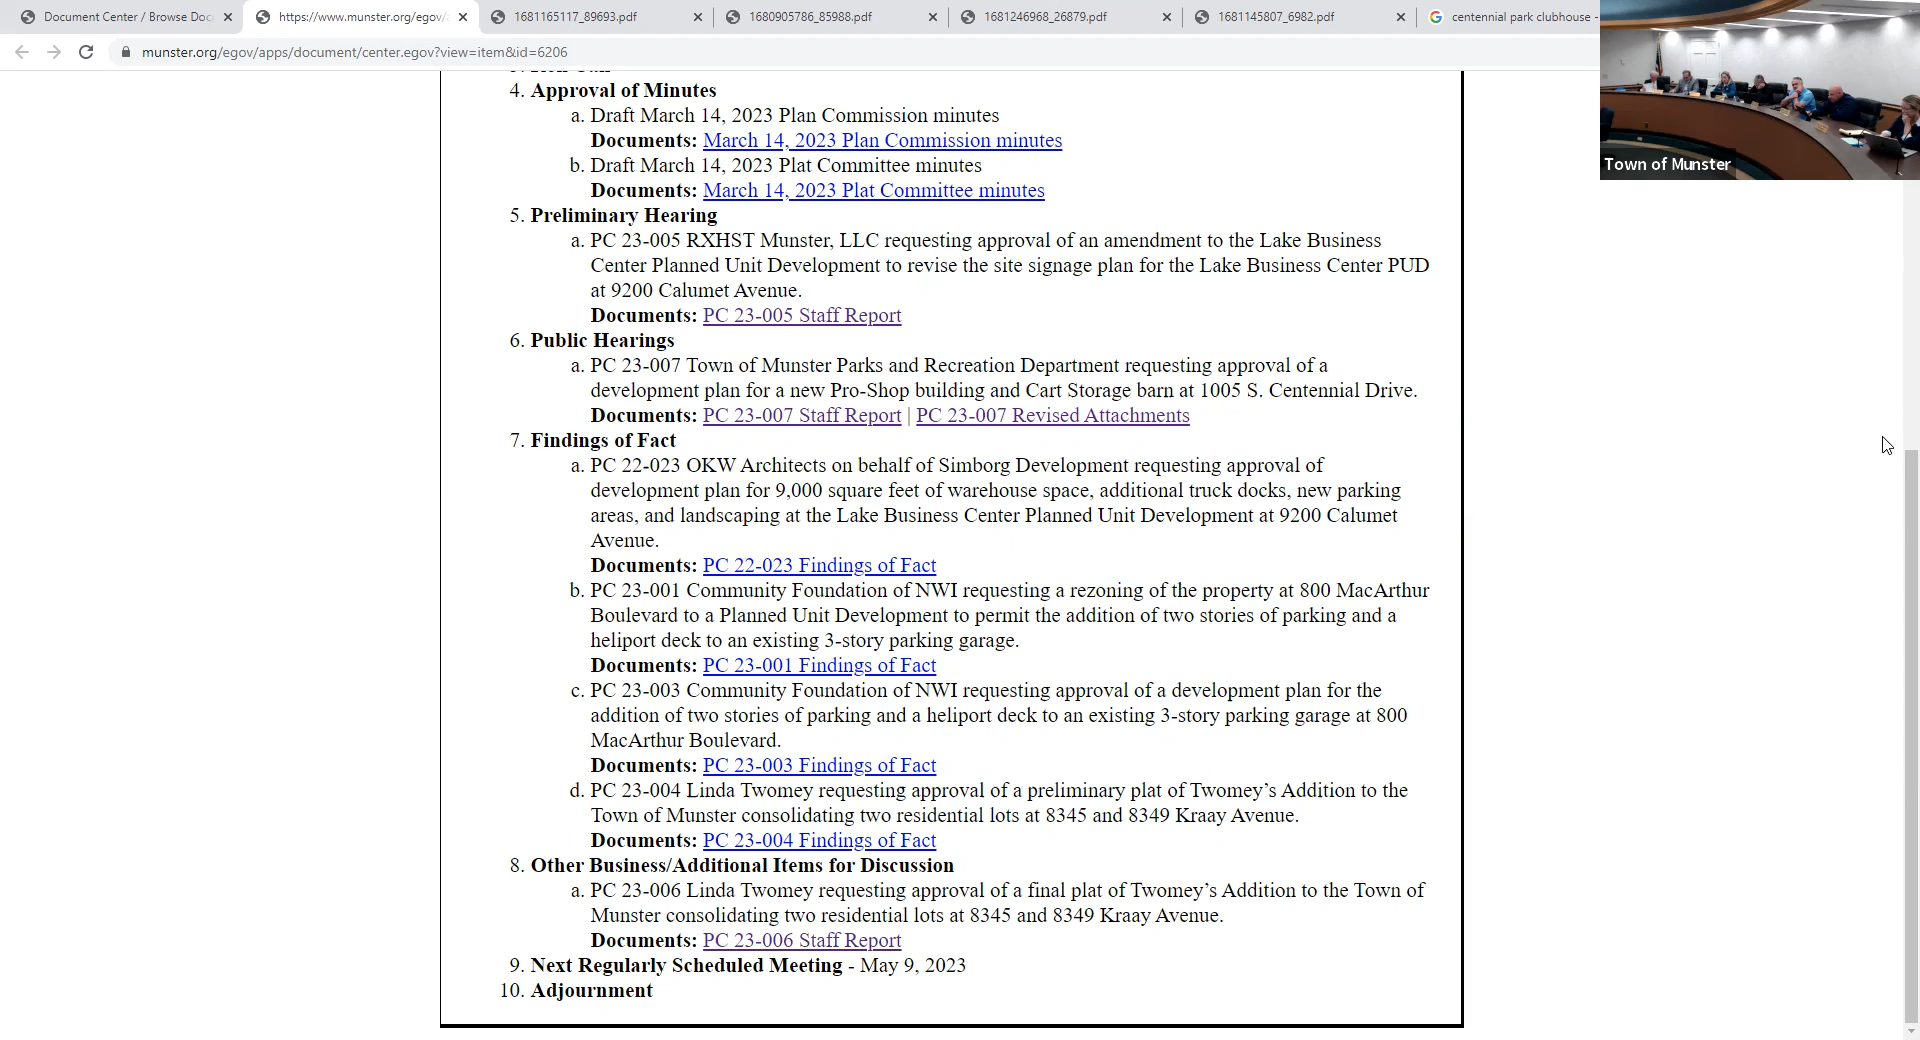 Document Center / Browse Doc
https://www.munster.org/egov/a
1681165117_89693.pdf
1680905786_85988.pdf
1681246968_26879.pdf
1681145807_6982.pdf
centennial park clubhouse -
munster.org/egov/apps/document/center.egov?view=item&id=6206
Town of Munster
4. Approval of Minutes
a. Draft March 14, 2023 Plan Commission minutes
Documents: March 14, 2023 Plan Commission minutes
b. Draft March 14, 2023 Plat Committee minutes
Documents: March 14, 2023 Plat Committee minutes
5. Preliminary Hearing
a. PC 23-005 RXHST Munster, LLC requesting approval of an amendment to the Lake Business
Center Planned Unit Development to revise the site signage plan for the Lake Business Center PUD
at 9200 Calumet Avenue.
Documents: PC 23-005 Staff Report
6. Public Hearings
a. PC 23-007 Town of Munster Parks and Recreation Department requesting approval of a
development plan for a new Pro-Shop building and Cart Storage barn at 1005 S. Centennial Drive.
Documents: PC 23-007 Staff Report | PC 23-007 Revised Attachments
7. Findings of Fact
a. PC 22-023 OKW Architects on behalf of Simborg Development requesting approval of
development plan for 9,000 square feet of warehouse space, additional truck docks, new parking
areas, and landscaping at the Lake Business Center Planned Unit Development at 9200 Calumet
Avenue.
Documents: PC 22-023 Findings of Fact
b. PC 23-001 Community Foundation of NWI requesting a rezoning of the property at 800 MacArthur
Boulevard to a Planned Unit Development to permit the addition of two stories of parking and a
heliport deck to an existing 3-story parking garage.
Documents: PC 23-001 Findings of Fact
c. PC 23-003 Community Foundation of NWI requesting approval of a development plan for the
addition of two stories of parking and a heliport deck to an existing 3-story parking garage at 800
MacArthur Boulevard.
Documents: PC 23-003 Findings of Fact
d. PC 23-004 Linda Twomey requesting approval of a preliminary plat of Twomey’s Addition to the
Town of Munster consolidating two residential lots at 8345 and 8349 Kraay Avenue.
Documents: PC 23-004 Findings of Fact
8. Other Business/Additional Items for Discussion
a. PC 23-006 Linda Twomey requesting approval of a final plat of Twomey’s Addition to the Town of
Munster consolidating two residential lots at 8345 and 8349 Kraay Avenue.
Documents: PC 23-006 Staff Report
9. Next Regularly Scheduled Meeting - May 9, 2023
10. Adjournment